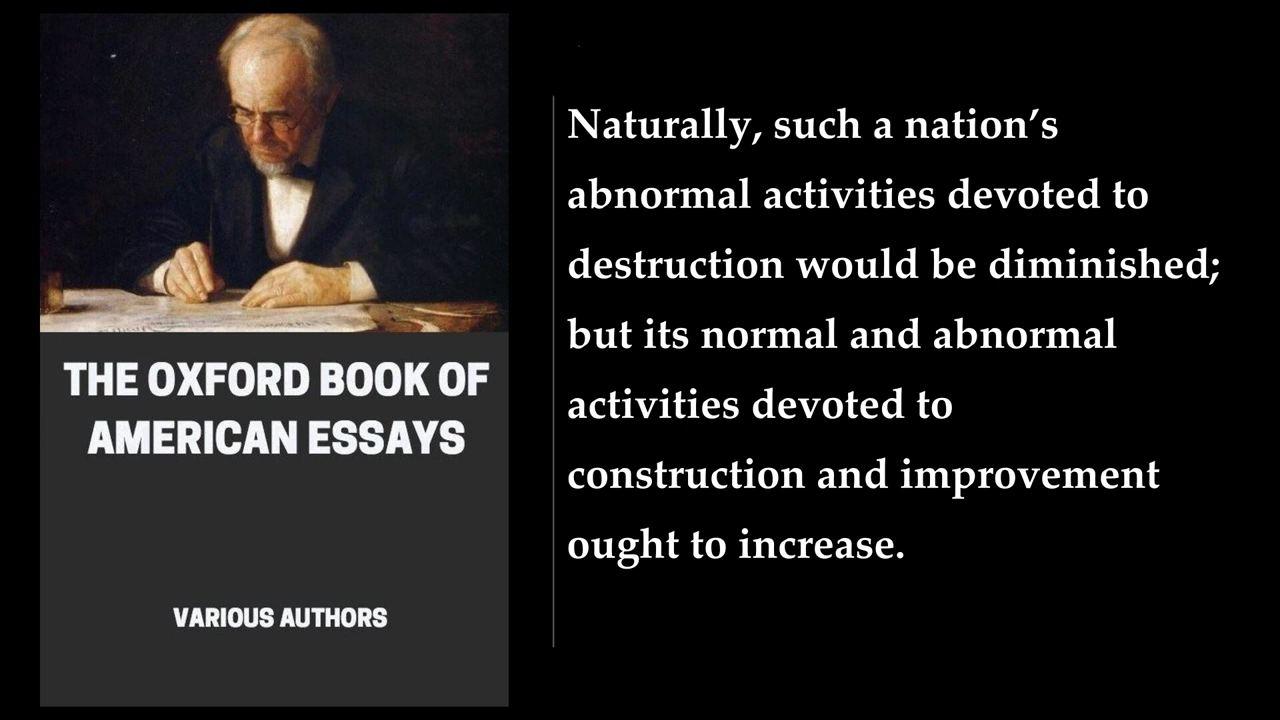 THE OXFORD BOOK OF
AMERICAN ESSAYS
VARIOUS AUTHORS
Naturally, such a nation’s
abnormal activities devoted to
destruction would be diminished;
but its normal and abnormal
activities devoted to
construction and improvement
ought to increase.